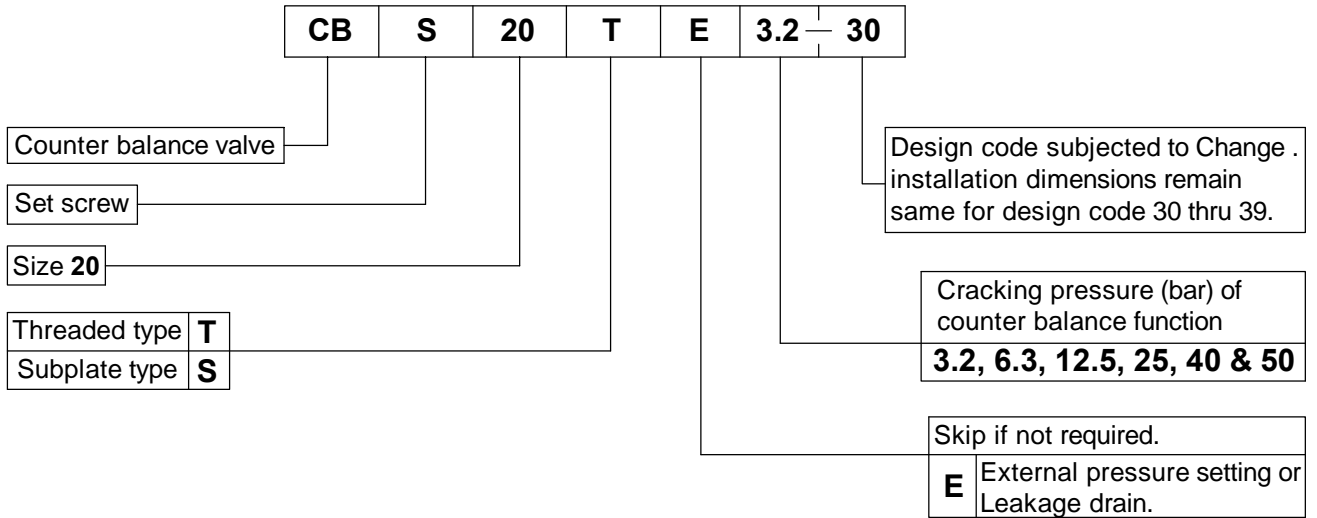 CB S 20 T E 3.2 — 30
Counter balance valve
Set screw
Size 20
Threaded type T
Subplate type S
Design code subjected to Change .
installation dimensions remain
same for design code 30 thru 39.
Cracking pressure (bar) of
counter balance function
3.2, 6.3, 12.5, 25, 40 & 50
Skip if not required.
E External pressure setting or
Leakage drain.